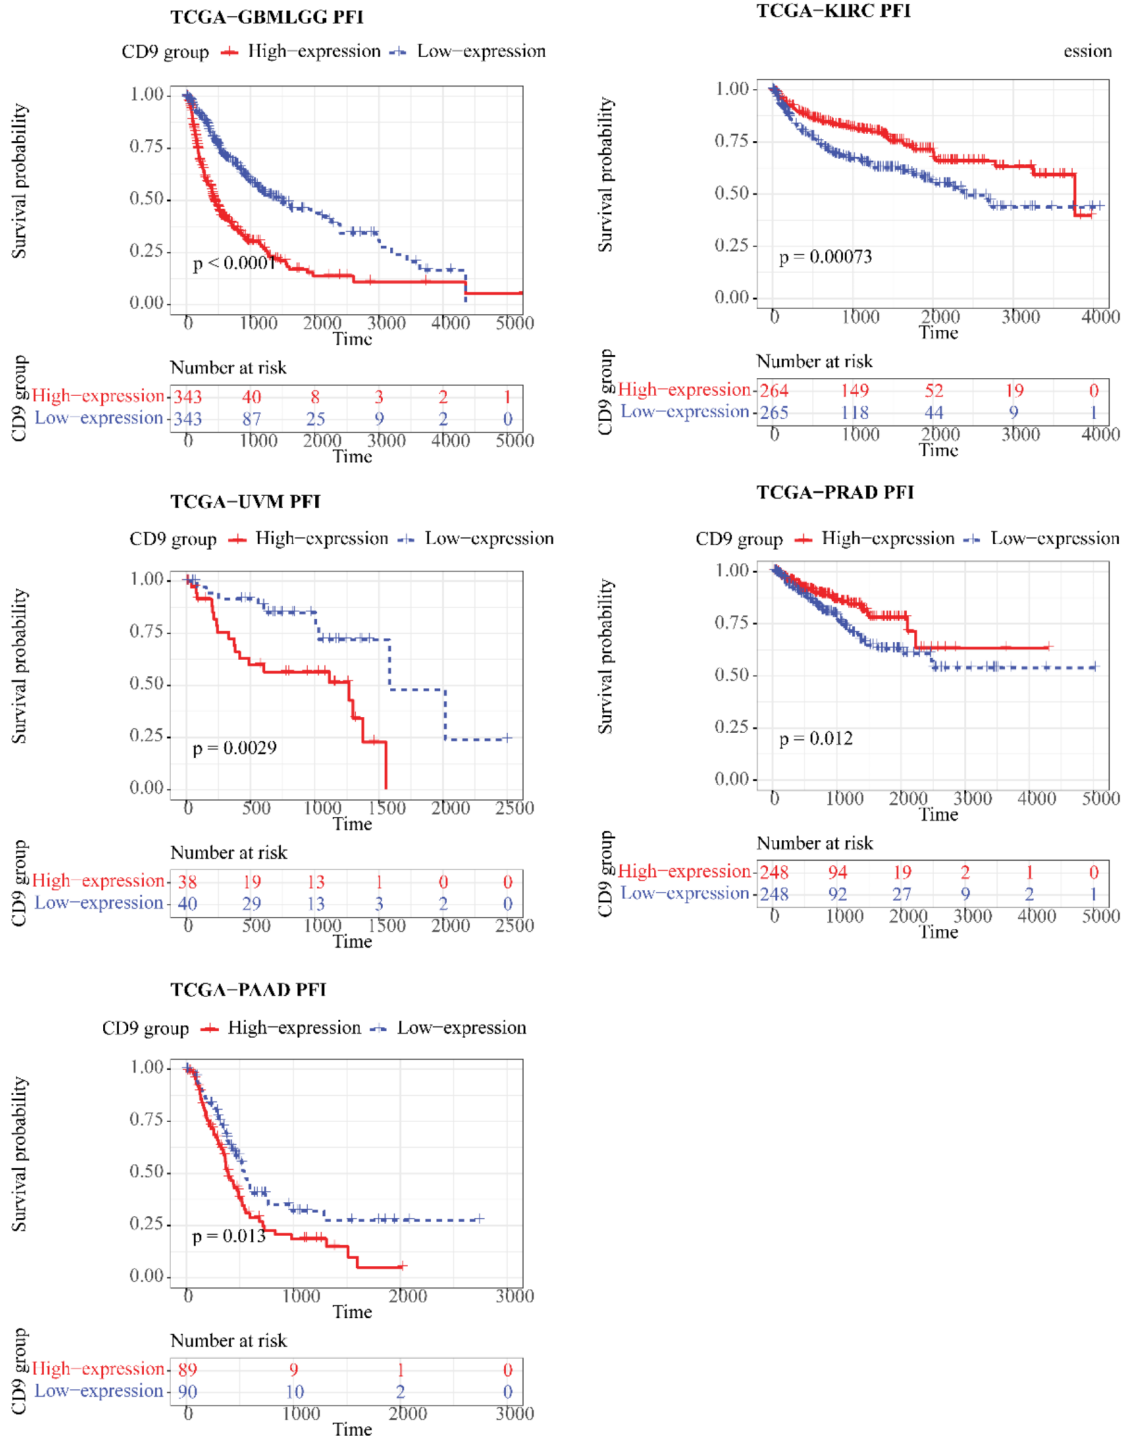 TCGA−GBMLGG PFI
CD9 group High−expression Low−expression
Survival probability
1.00
0.75
0.50
0.25
0.00
p < 0.0001
0 1000 2000 3000 4000 5000
Time
Number at risk
CD9 group
High−expression 343 40 8 3 2 1
Low−expression 343 87 25 9 2 0
0 1000 2000 3000 4000 5000
Time
TCGA−KIRC PFI
ession
Survival probability
1.00
0.75
0.50
0.25
0.00
p = 0.00073
0 1000 2000 3000 4000
Time
Number at risk
CD9 group
High−expression 264 149 52 19 0
Low−expression 265 118 44 9 1
0 1000 2000 3000 4000
Time
TCGA−UVM PFI
CD9 group High−expression Low−expression
Survival probability
1.00
0.75
0.50
0.25
0.00
p = 0.0029
0 500 1000 1500 2000 2500
Time
Number at risk
CD9 group
High−expression 38 19 13 1 0 0
Low−expression 40 29 13 3 2 0
0 500 1000 1500 2000 2500
Time
TCGA−PRAD PFI
CD9 group High−expression Low−expression
Survival probability
1.00
0.75
0.50
0.25
0.00
p = 0.012
0 1000 2000 3000 4000 5000
Time
Number at risk
CD9 group
High−expression 248 94 19 2 1 0
Low−expression 248 92 27 9 2 1
0 1000 2000 3000 4000 5000
Time
TCGA−PAAD PFI
CD9 group High−expression Low−expression
Survival probability
1.00
0.75
0.50
0.25
0.00
p = 0.013
0 1000 2000 3000
Time
Number at risk
CD9 group
High−expression 89 9 1 0
Low−expression 90 10 2 0
0 1000 2000 3000
Time